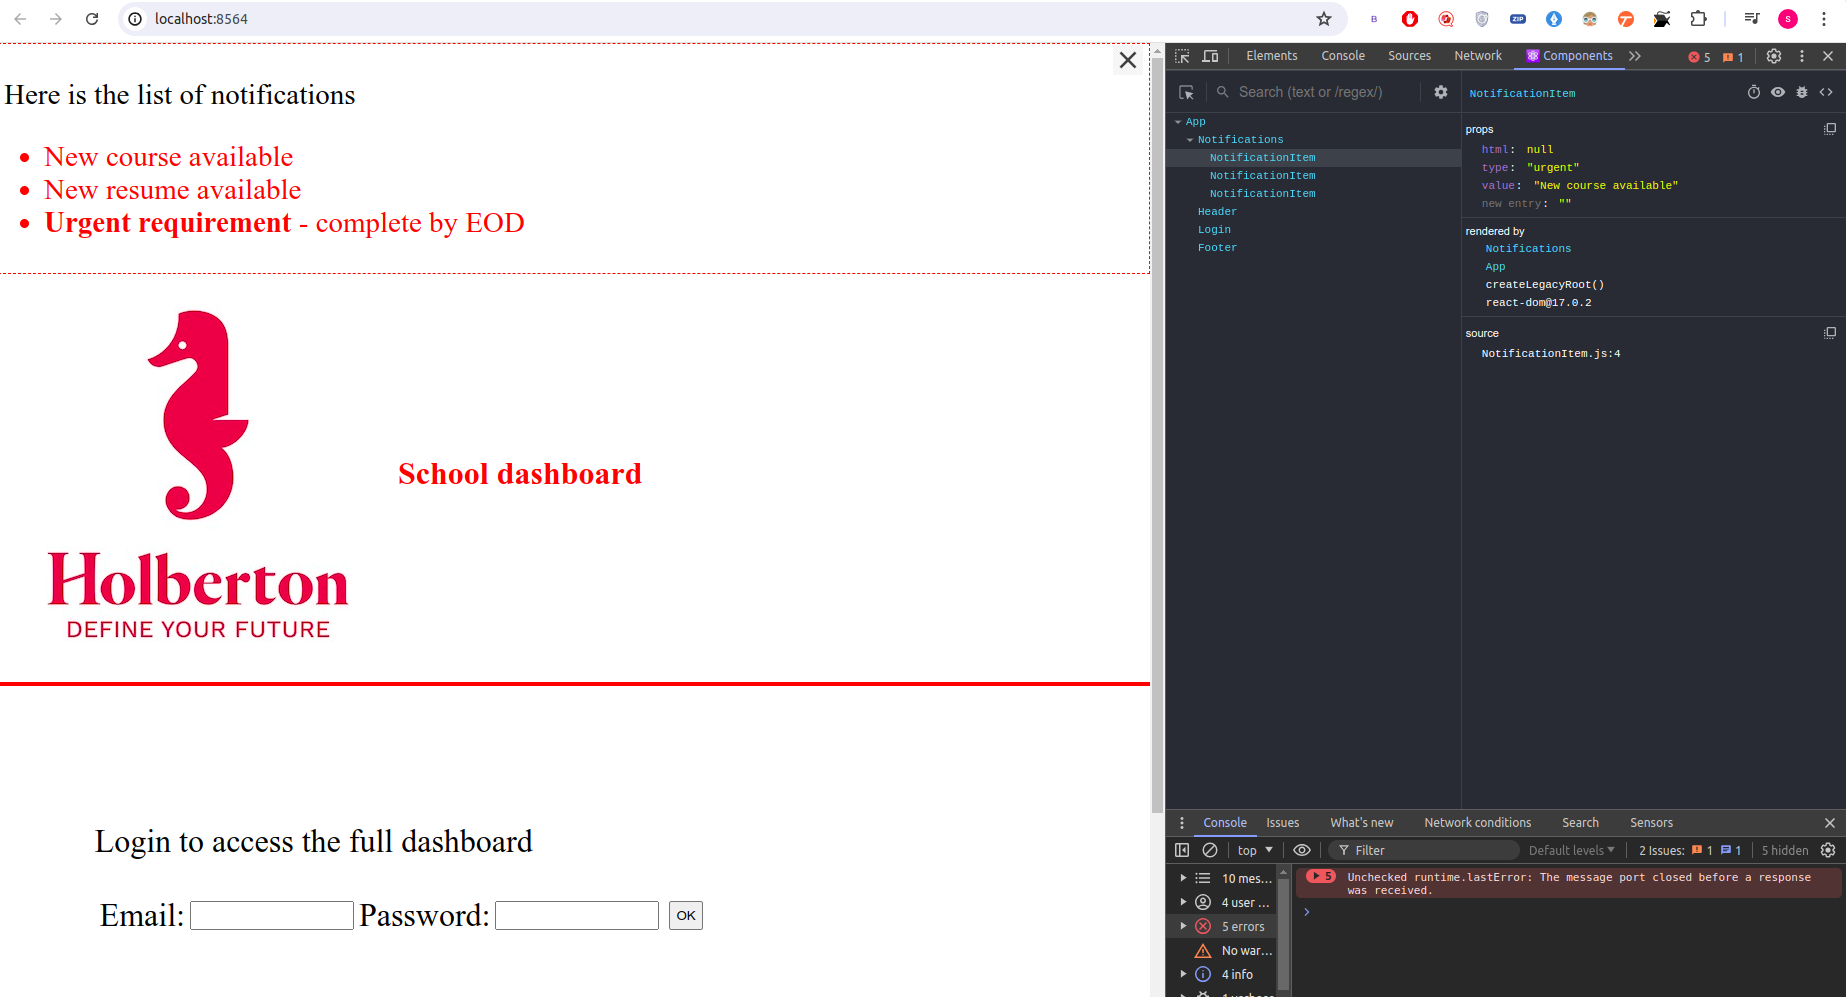 localhost:8564
B
ZIP
S
Here is the list of notifications
New course available
New resume available
Urgent requirement - complete by EOD
School dashboard
Holberton
DEFINE YOUR FUTURE
Login to access the full dashboard
Email:
Password:
OK
Elements
Console
Sources
Network
Components
5
1
Search (text or /regex/)
App
Notifications
NotificationItem
NotificationItem
NotificationItem
Header
Login
Footer
NotificationItem
props
html: null
type: "urgent"
value: "New course available"
new entry: ""
rendered by
Notifications
App
createLegacyRoot()
react-dom@17.0.2
source
NotificationItem.js:4
Console
Issues
What's new
Network conditions
Search
Sensors
top
Filter
Default levels
2 Issues:
1
1
5 hidden
10 mes...
4 user ...
5 errors
No war...
4 info
5
Unchecked runtime.lastError: The message port closed before a response
was received.